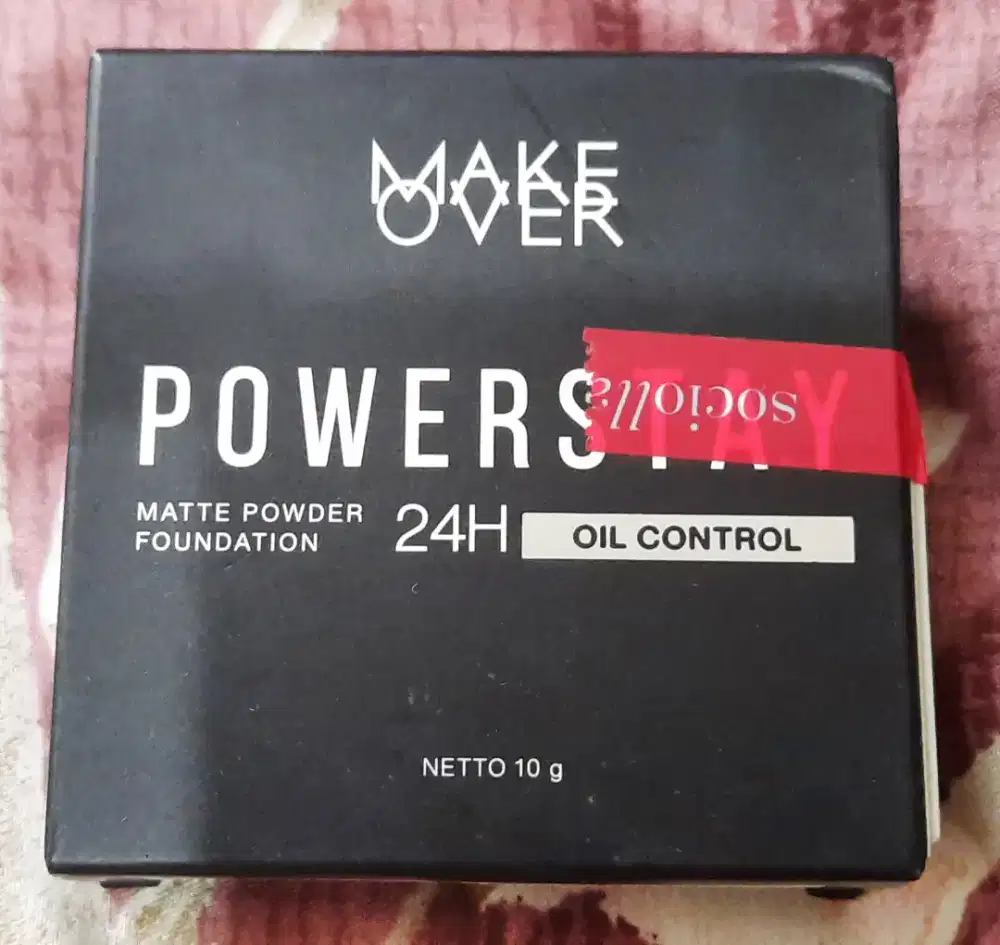 MAKE
OVER
POWERSTAY
sociolla
MATTE POWDER
FOUNDATION
24H
OIL CONTROL
NETTO 10 g